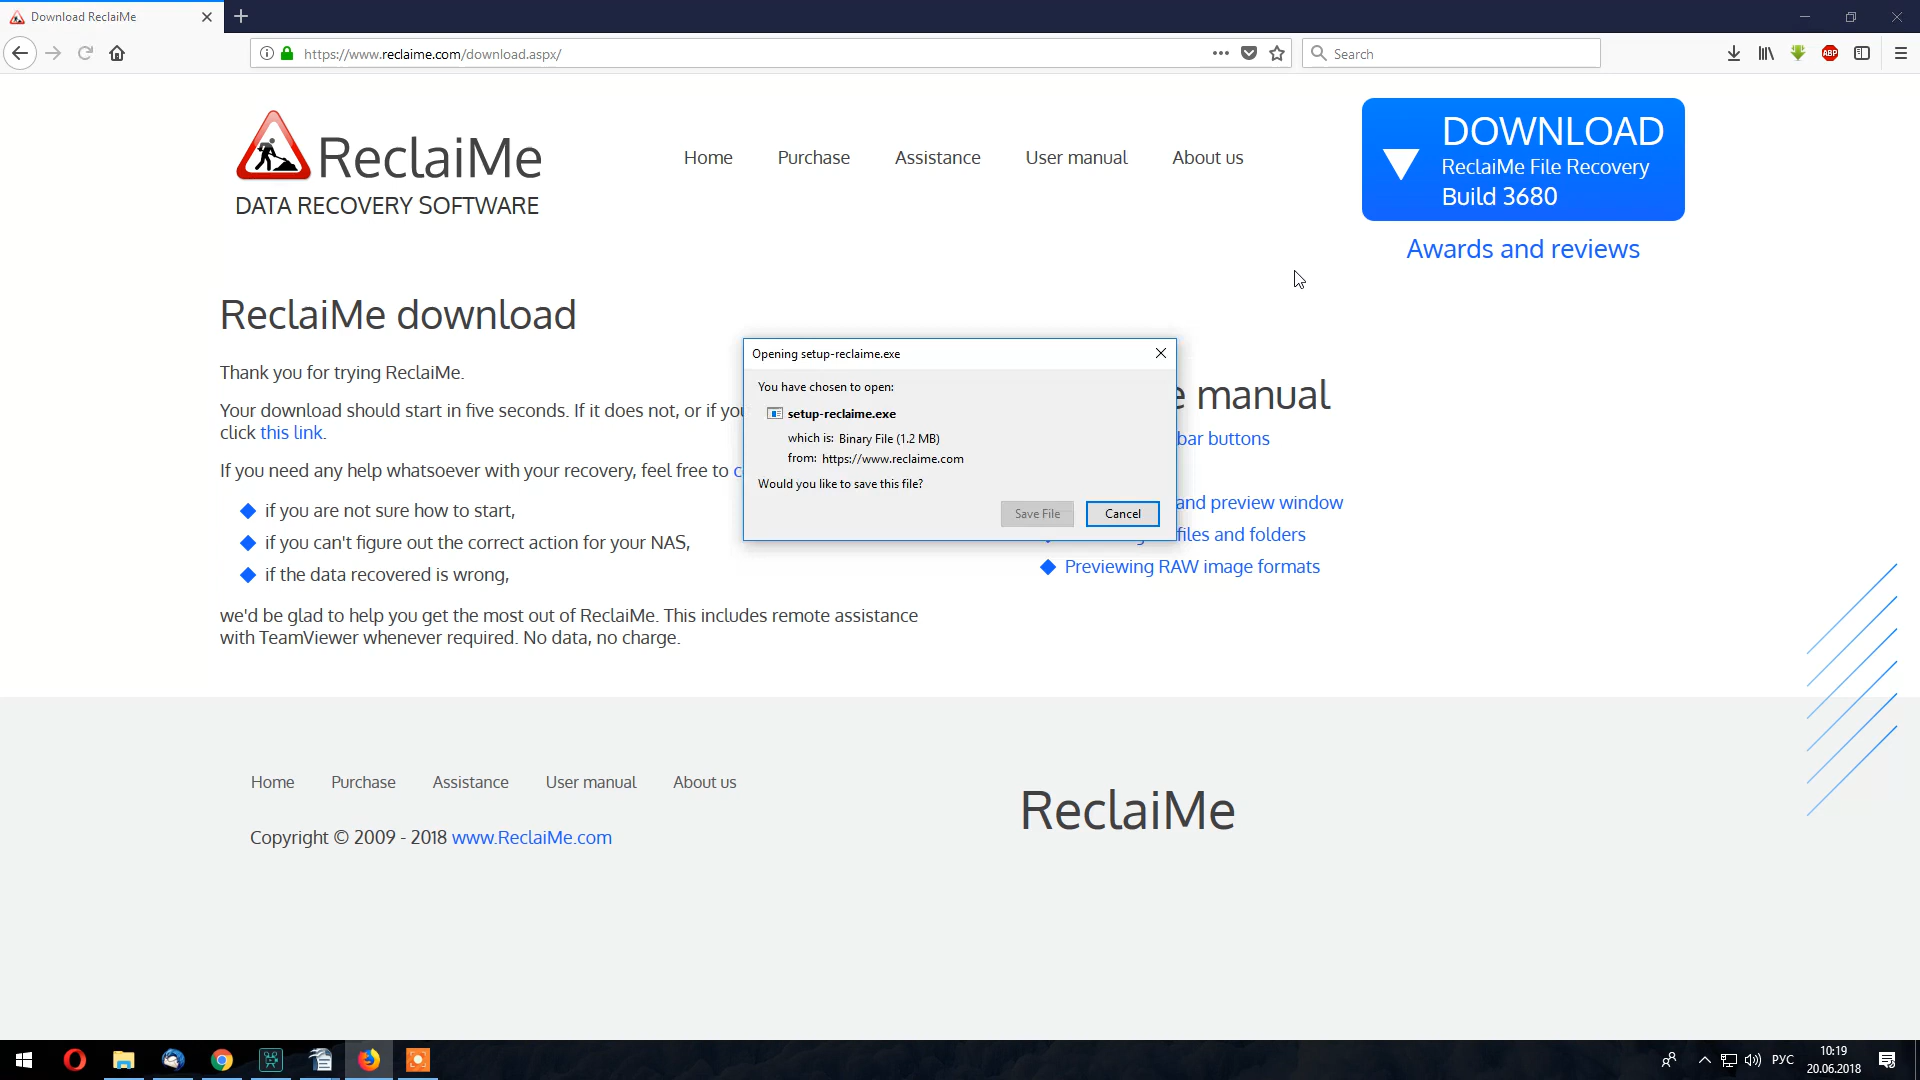 Download ReclaiMe
https://www.reclaime.com/download.aspx/
Search
ABP
ReclaiMe
DATA RECOVERY SOFTWARE
Home
Purchase
Assistance
User manual
About us
DOWNLOAD
ReclaiMe File Recovery
Build 3680
Awards and reviews
ReclaiMe download
Thank you for trying ReclaiMe.
Your download should start in five seconds. If it does not, or if you
click this link.
If you need any help whatsoever with your recovery, feel free to
if you are not sure how to start,
if you can't figure out the correct action for your NAS,
if the data recovered is wrong,
we'd be glad to help you get the most out of ReclaiMe. This includes remote assistance
with TeamViewer whenever required. No data, no charge.
Opening setup-reclaime.exe
You have chosen to open:
setup-reclaime.exe
which is: Binary File (1.2 MB)
from: https://www.reclaime.com
Would you like to save this file?
Save File
Cancel
manual
bar buttons
and preview window
files and folders
Previewing RAW image formats
Home
Purchase
Assistance
User manual
About us
Copyright © 2009 - 2018 www.ReclaiMe.com
ReclaiMe
РУС
10:19
20.06.2018